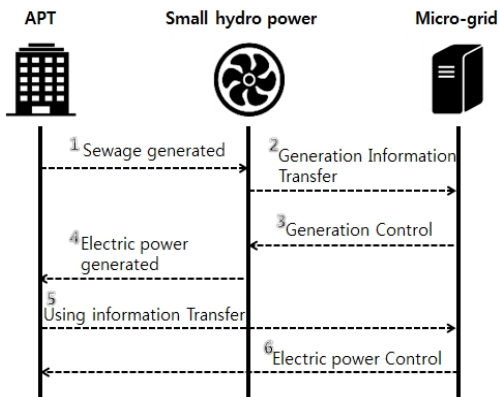 APT
Small hydro power
Micro-grid
1 Sewage generated
2 Generation Information
Transfer
3 Generation Control
4 Electric power
generated
5
Using information Transfer
6 Electric power Control